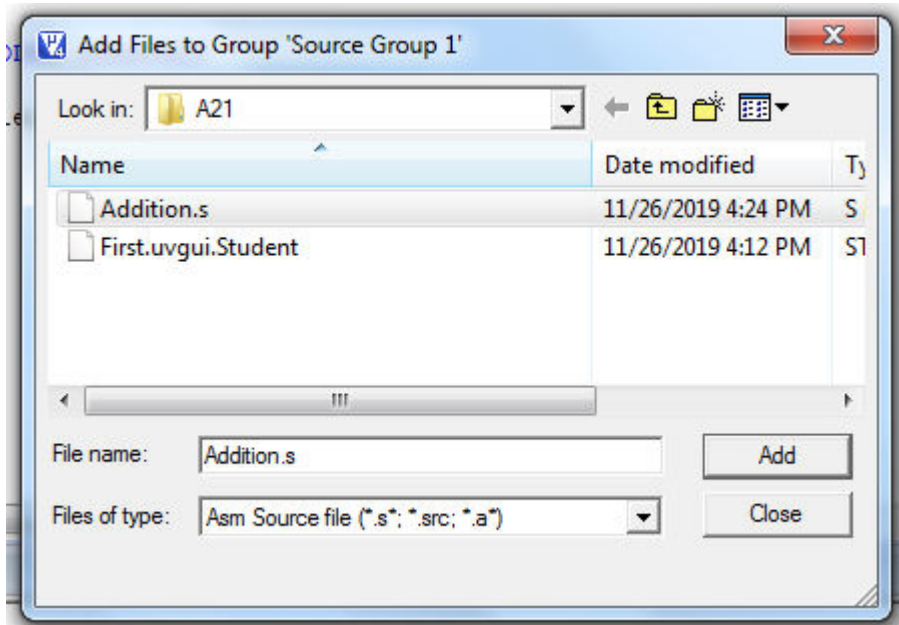 Add Files to Group 'Source Group 1'
Look in: A21
Name Date modified Ty
Addition.s 11/26/2019 4:24 PM S
First.uvgui.Student 11/26/2019 4:12 PM ST
File name: Addition.s Add
Files of type: Asm Source file (*.s*; *.src; *.a*) Close